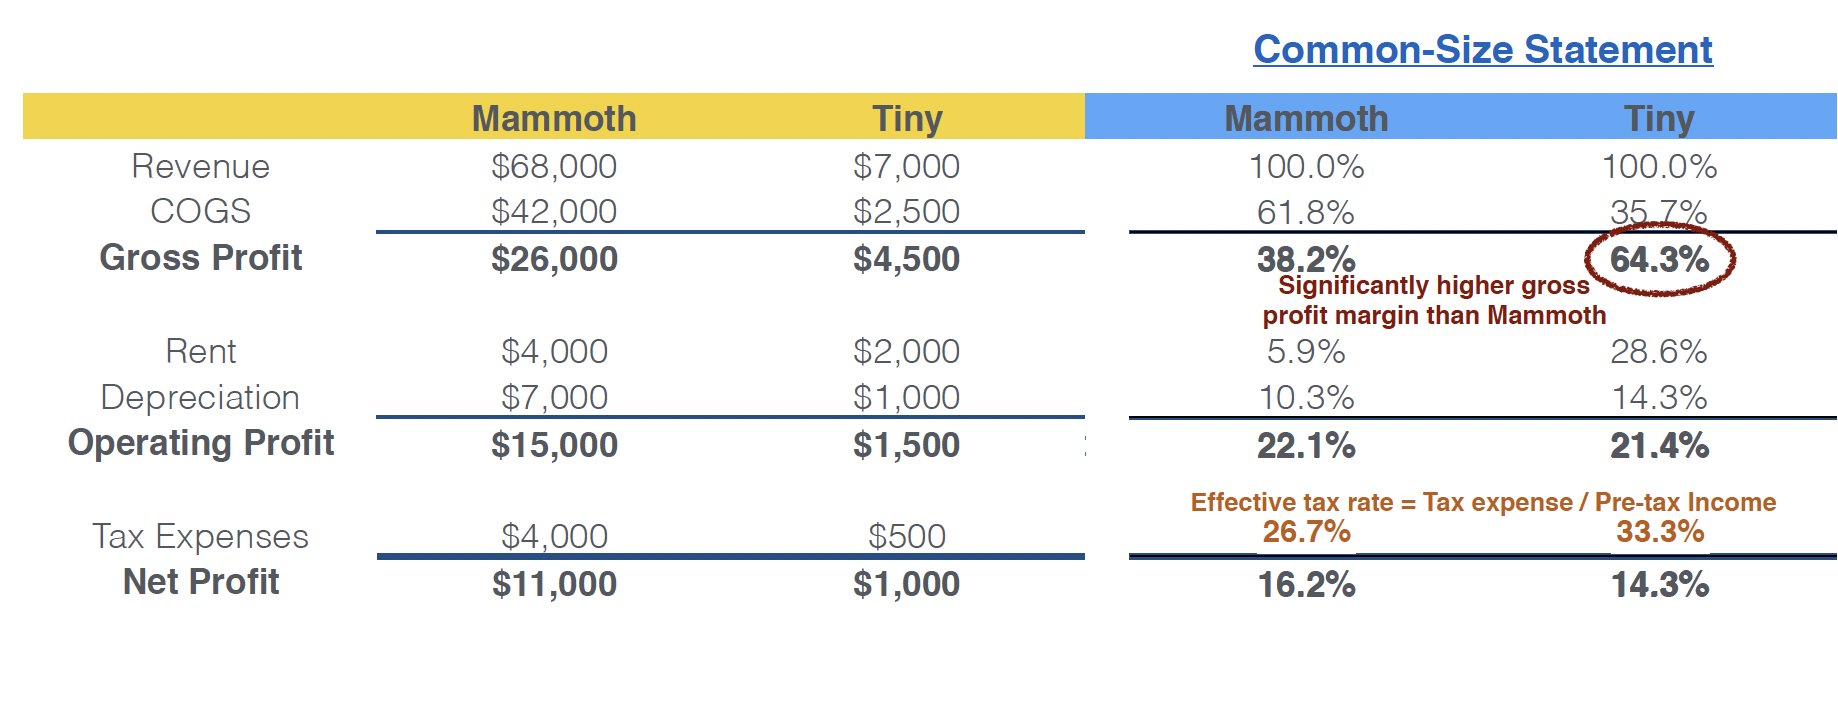 Common-Size Statement
Mammoth Tiny Mammoth Tiny
Revenue $68,000 $7,000 100.0% 100.0%
COGS $42,000 $2,500 61.8% 35.7%
Gross Profit $26,000 $4,500 38.2% 64.3%
Significantly higher gross
profit margin than Mammoth
Rent $4,000 $2,000 5.9% 28.6%
Depreciation $7,000 $1,000 10.3% 14.3%
Operating Profit $15,000 $1,500 22.1% 21.4%
Effective tax rate = Tax expense / Pre-tax Income
Tax Expenses $4,000 $500 26.7% 33.3%
Net Profit $11,000 $1,000 16.2% 14.3%